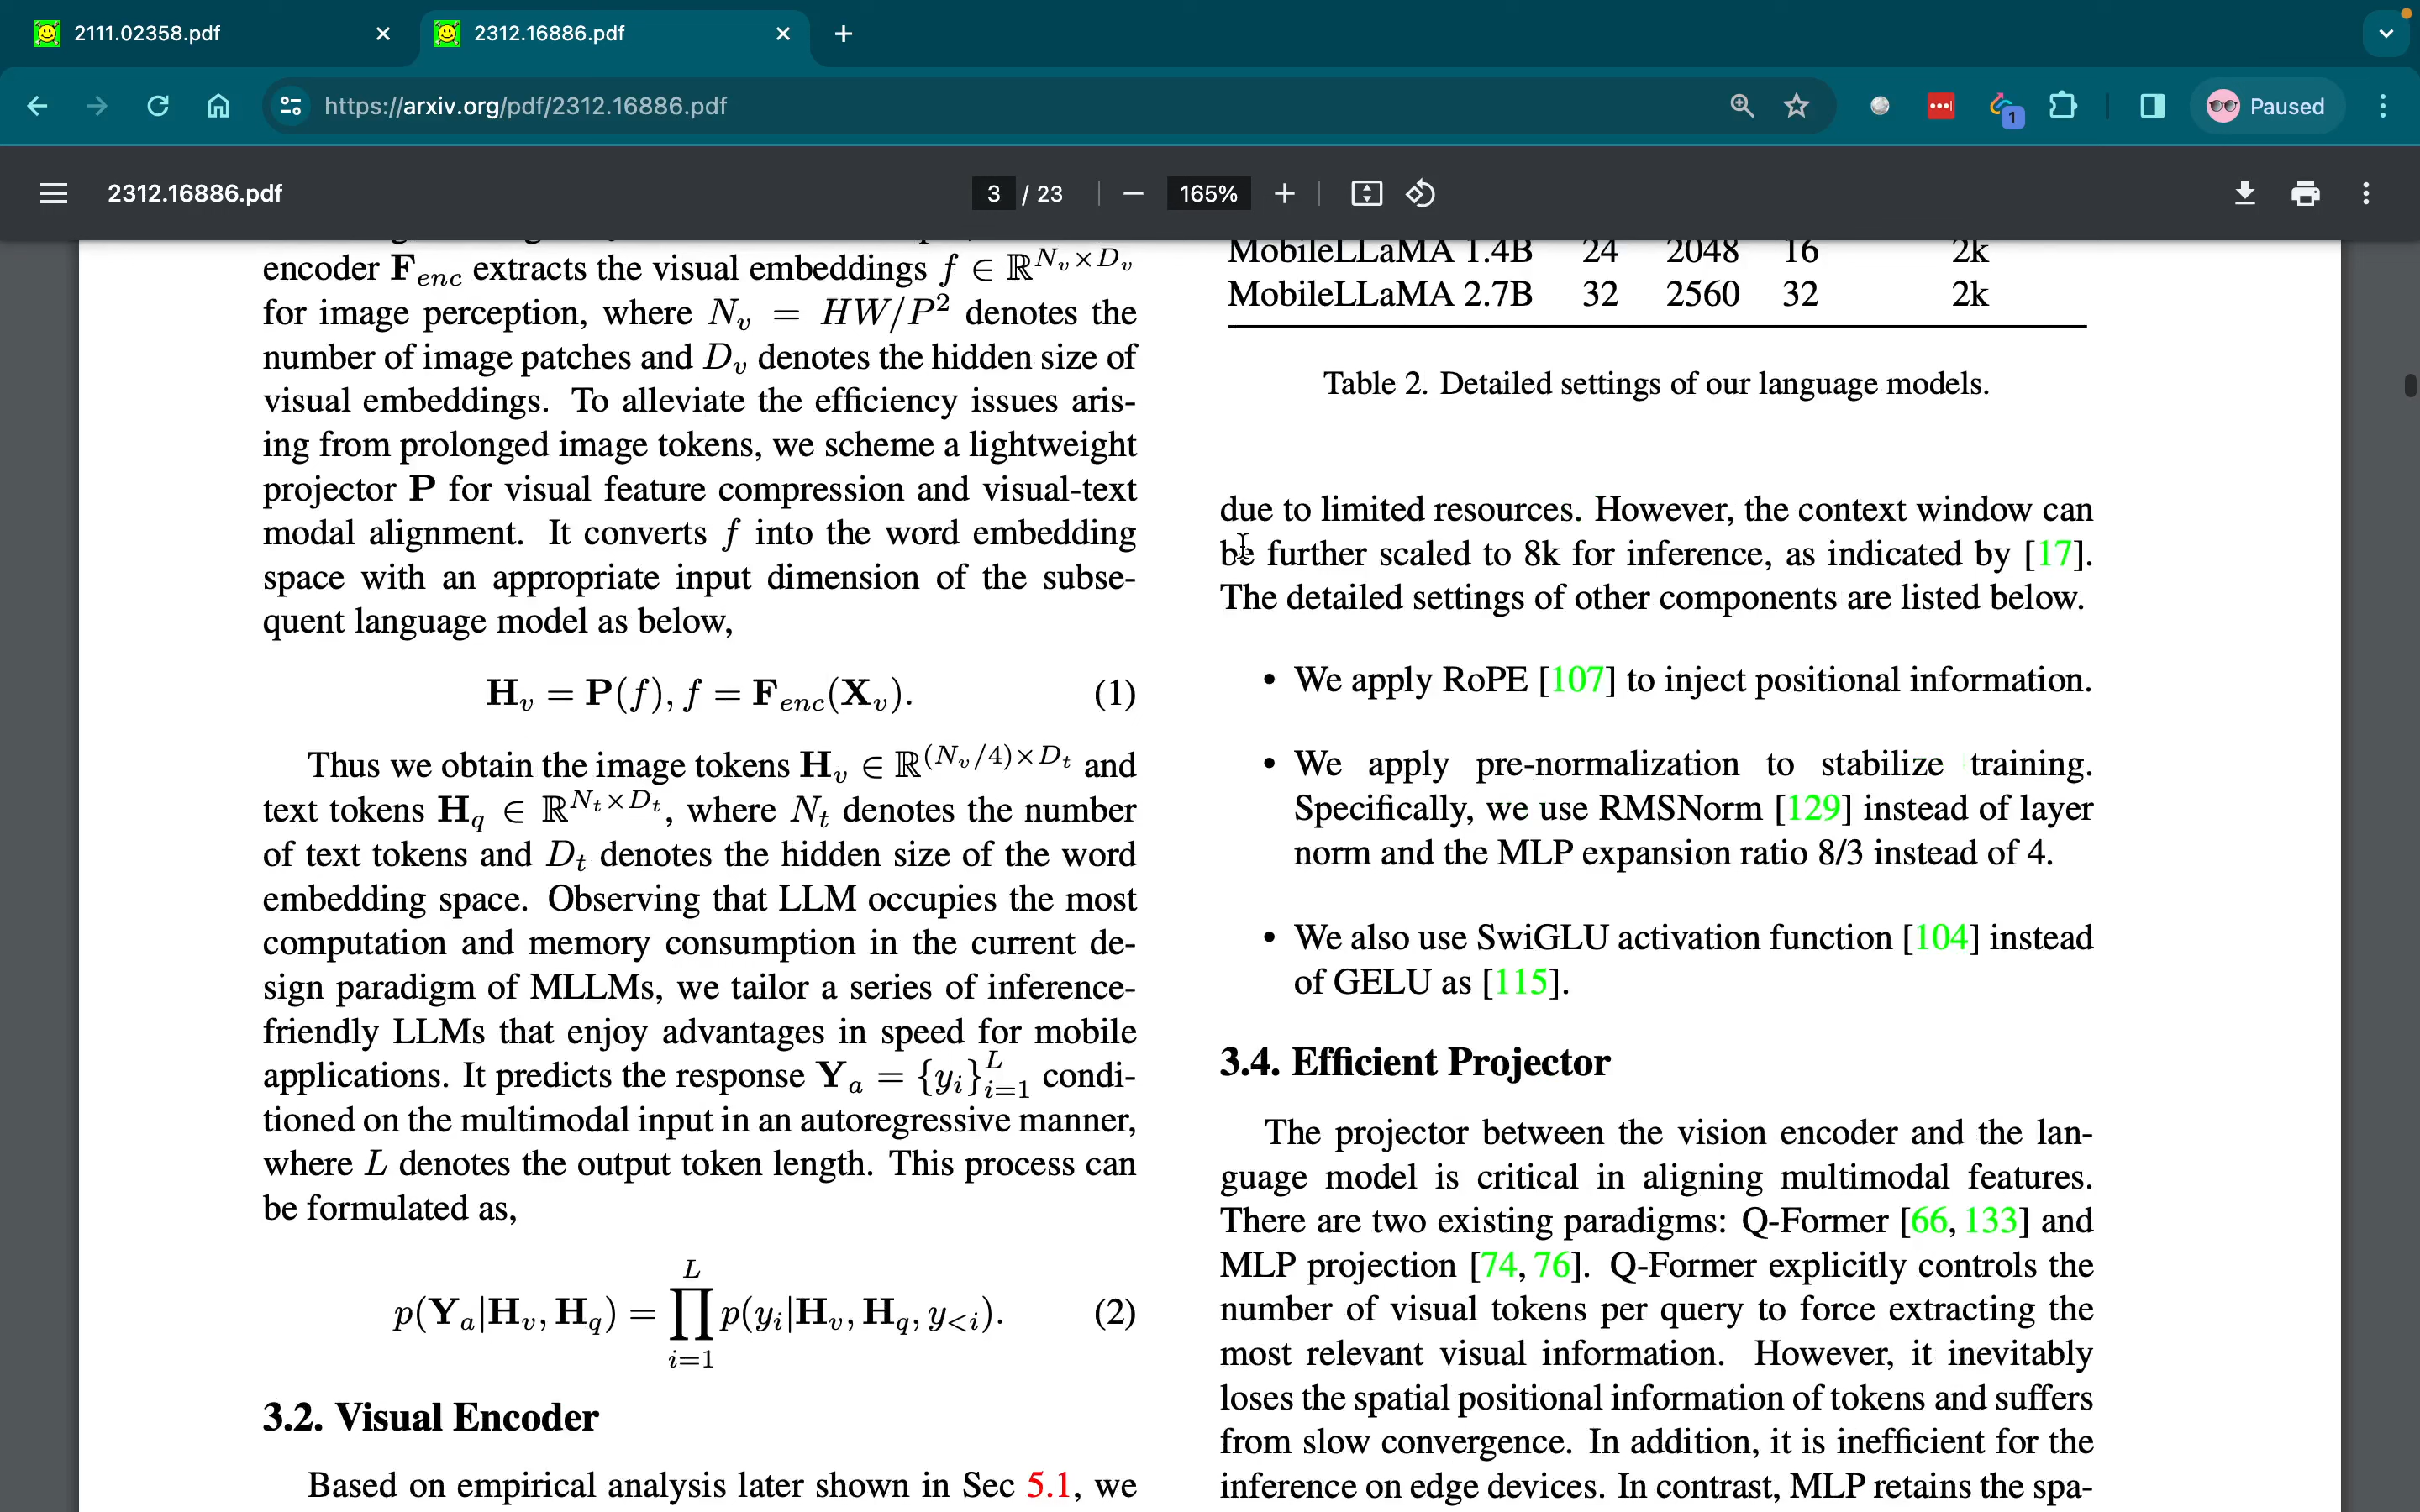 2111.02358.pdf
2312.16886.pdf
https://arxiv.org/pdf/2312.16886.pdf
1
Paused
2312.16886.pdf
3 / 23
165%
encoder F_enc extracts the visual embeddings f ∈ ℝ^{N_v×D_v}
for image perception, where N_v = HW/P² denotes the
number of image patches and D_v denotes the hidden size of
visual embeddings. To alleviate the efficiency issues aris-
ing from prolonged image tokens, we scheme a lightweight
projector P for visual feature compression and visual-text
modal alignment. It converts f into the word embedding
space with an appropriate input dimension of the subse-
quent language model as below,
H_v = P(f), f = F_enc(X_v). (1)
Thus we obtain the image tokens H_v ∈ ℝ^{(N_v/4)×D_t} and
text tokens H_q ∈ ℝ^{N_t×D_t}, where N_t denotes the number
of text tokens and D_t denotes the hidden size of the word
embedding space. Observing that LLM occupies the most
computation and memory consumption in the current de-
sign paradigm of MLLMs, we tailor a series of inference-
friendly LLMs that enjoy advantages in speed for mobile
applications. It predicts the response Y_a = {y_i}_{i=1}^L condi-
tioned on the multimodal input in an autoregressive manner,
where L denotes the output token length. This process can
be formulated as,
p(Y_a|H_v, H_q) = ∏_{i=1}^L p(y_i|H_v, H_q, y_{<i}). (2)
3.2. Visual Encoder
Based on empirical analysis later shown in Sec 5.1, we
MobileLLaMA 1.4B 24 2048 16 2k
MobileLLaMA 2.7B 32 2560 32 2k
Table 2. Detailed settings of our language models.
due to limited resources. However, the context window can
be further scaled to 8k for inference, as indicated by [17].
The detailed settings of other components are listed below.
• We apply RoPE [107] to inject positional information.
• We apply pre-normalization to stabilize training.
Specifically, we use RMSNorm [129] instead of layer
norm and the MLP expansion ratio 8/3 instead of 4.
• We also use SwiGLU activation function [104] instead
of GELU as [115].
3.4. Efficient Projector
The projector between the vision encoder and the lan-
guage model is critical in aligning multimodal features.
There are two existing paradigms: Q-Former [66, 133] and
MLP projection [74, 76]. Q-Former explicitly controls the
number of visual tokens per query to force extracting the
most relevant visual information. However, it inevitably
loses the spatial positional information of tokens and suffers
from slow convergence. In addition, it is inefficient for the
inference on edge devices. In contrast, MLP retains the spa-